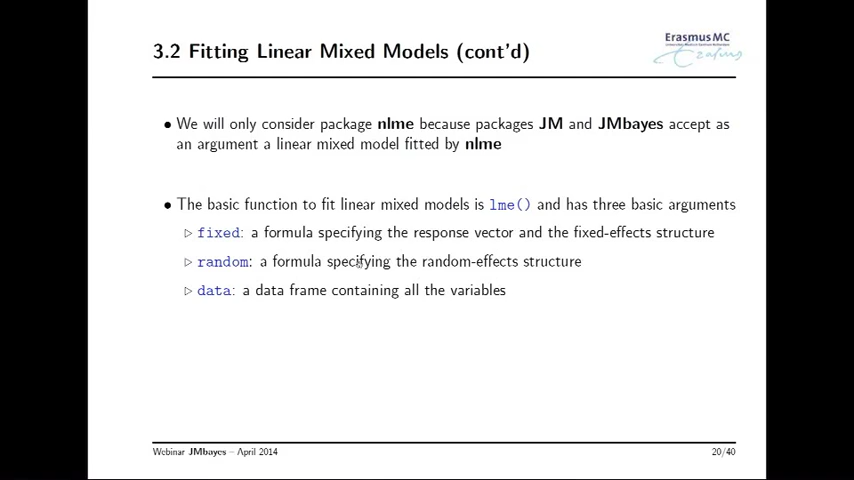 3.2 Fitting Linear Mixed Models (cont'd)
Erasmus MC
Erasmus
• We will only consider package nlme because packages JM and JMbayes accept as
an argument a linear mixed model fitted by nlme
• The basic function to fit linear mixed models is lme() and has three basic arguments
▷ fixed: a formula specifying the response vector and the fixed-effects structure
▷ random: a formula specifying the random-effects structure
▷ data: a data frame containing all the variables
Webinar JMbayes – April 2014
20/40